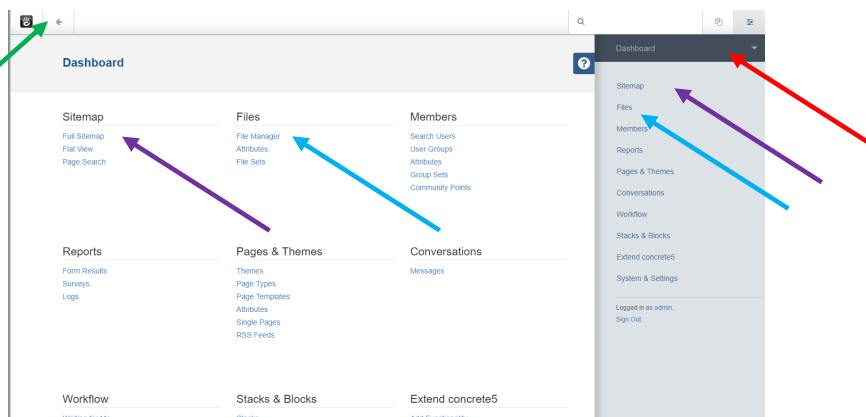 Dashboard
Dashboard
Sitemap
Full Sitemap
Flat View
Page Search
Files
File Manager
Attributes
File Sets
Members
Search Users
User Groups
Attributes
Group Sets
Community Points
Reports
Form Results
Surveys
Logs
Pages & Themes
Themes
Page Types
Page Templates
Attributes
Single Pages
RSS Feeds
Conversations
Messages
Workflow
Stacks & Blocks
Extend concrete5
Sitemap
Files
Members
Reports
Pages & Themes
Conversations
Workflow
Stacks & Blocks
Extend concrete5
System & Settings
Logged in as admin.
Sign Out